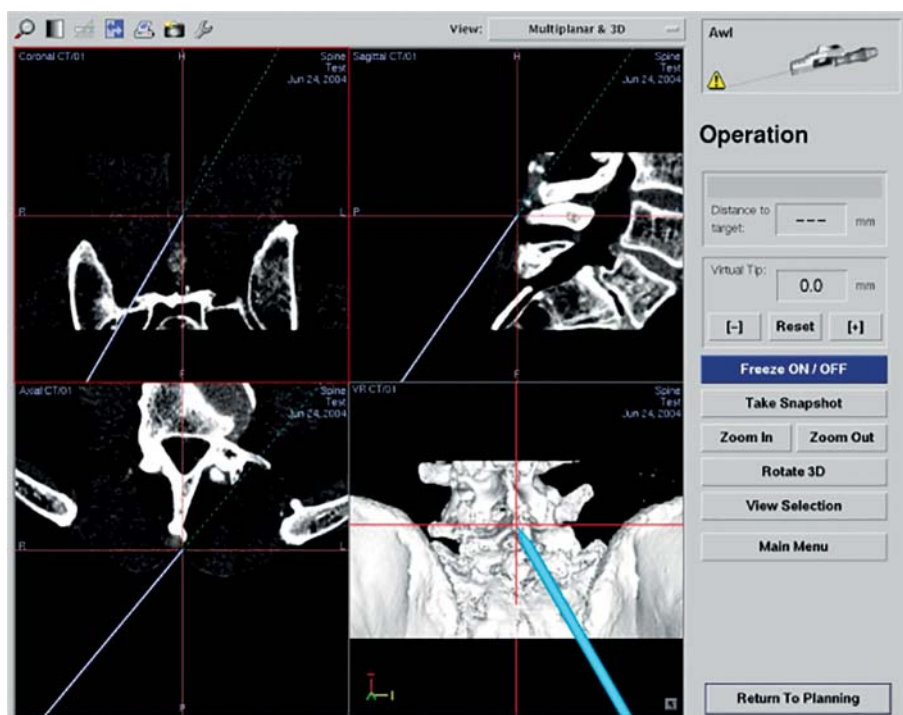 View: Multiplanar & 3D
Awl
Coronal CT/01
H
Spine
Test
Jun 24, 2004
R
L
F
Sagittal CT/01
H
Spine
Test
Jun 24, 2004
P
F
Operation
Distance to
target:
---
mm
Virtual Tip:
0.0
mm
[-]
Reset
[+]
Freeze ON / OFF
Take Snapshot
Zoom In
Zoom Out
Rotate 3D
View Selection
Main Menu
Axial CT/01
Spine
Test
Jun 24, 2004
R
L
P
VR CT/01
Spine
Test
Jun 24, 2004
Return To Planning